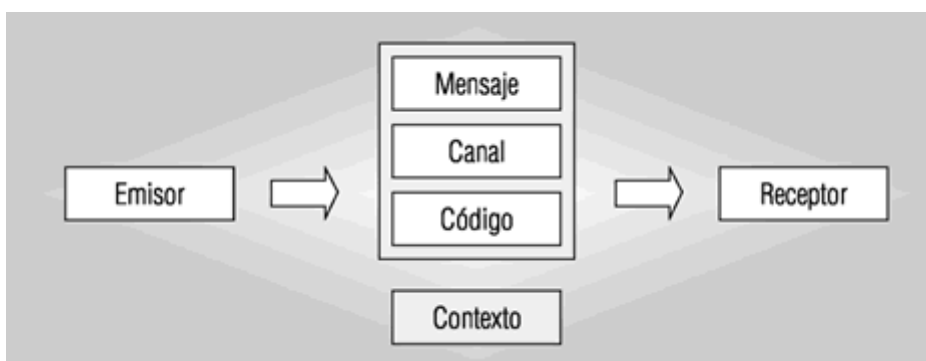 Mensaje
Canal
Emisor
Receptor
Código
Contexto